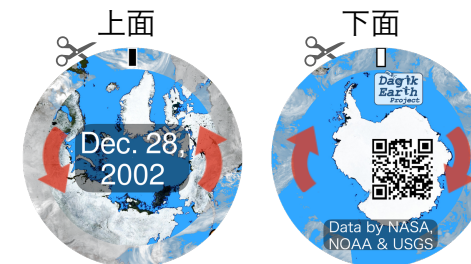 上面
Dec. 28,
2002
下面
Dagik
Earth
Project
Data by NASA,
NOAA & USGS